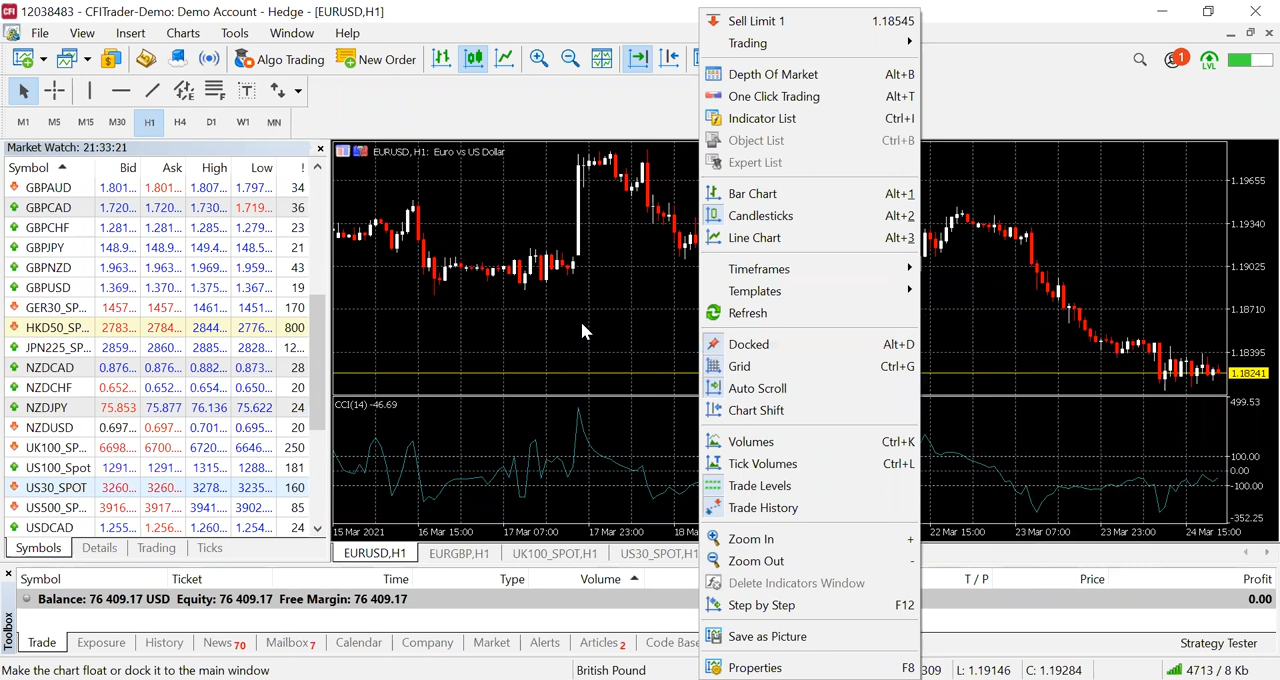 12038483 - CFITrader-Demo: Demo Account - Hedge - [EURUSD,H1]
File View Insert Charts Tools Window Help
Algo Trading New Order
1
LVL
M1 M5 M15 M30 H1 H4 D1 W1 MN
Market Watch: 21:33:21
Symbol Bid Ask High Low !
GBPAUD 1.801... 1.801... 1.807... 1.797... 34
GBPCAD 1.720... 1.720... 1.730... 1.719... 36
GBPCHF 1.281... 1.281... 1.285... 1.279... 23
GBPJPY 148.9... 148.9... 149.4... 148.5... 21
GBPNZD 1.963... 1.963... 1.969... 1.959... 43
GBPUSD 1.369... 1.370... 1.375... 1.367... 19
GER30_SP... 1457... 1457... 1461... 1451... 170
HKD50_SP... 2783... 2784... 2844... 2776... 800
JPN225_SP... 2859... 2860... 2885... 2828... 12...
NZDCAD 0.876... 0.876... 0.882... 0.873... 28
NZDCHF 0.652... 0.652... 0.654... 0.650... 20
NZDJPY 75.853 75.877 76.136 75.622 24
NZDUSD 0.697... 0.697... 0.701... 0.695... 20
UK100_SP... 6698... 6700... 6720... 6646... 250
US100_Spot 1291... 1291... 1315... 1288... 181
US30_SPOT 3260... 3260... 3278... 3235... 160
US500_SP... 3916... 3917... 3941... 3902... 85
USDCAD 1.255... 1.256... 1.260... 1.254... 24
Symbols Details Trading Ticks
EURUSD, H1: Euro vs US Dollar
CCI(14) -46.69
15 Mar 2021 16 Mar 15:00 17 Mar 07:00 17 Mar 23:00 18 Ma
22 Mar 15:00 23 Mar 07:00 23 Mar 23:00 24 Mar 15:00
1.19655
1.19340
1.19025
1.18710
1.18395
1.18241
499.53
100.00
0.00
-100.00
-352.25
EURUSD,H1 EURGBP,H1 UK100_SPOT,H1 US30_SPOT,H1
Sell Limit 1 1.18545
Trading
Depth Of Market Alt+B
One Click Trading Alt+T
Indicator List Ctrl+I
Object List Ctrl+B
Expert List
Bar Chart Alt+1
Candlesticks Alt+2
Line Chart Alt+3
Timeframes
Templates
Refresh
Docked Alt+D
Grid Ctrl+G
Auto Scroll
Chart Shift
Volumes Ctrl+K
Tick Volumes Ctrl+L
Trade Levels
Trade History
Zoom In +
Zoom Out -
Delete Indicators Window
Step by Step F12
Save as Picture
Properties F8
Toolbox
Symbol Ticket Time Type Volume T / P Price Profit
Balance: 76 409.17 USD Equity: 76 409.17 Free Margin: 76 409.17 0.00
Trade Exposure History News 70 Mailbox 7 Calendar Company Market Alerts Articles 2 Code Base Strategy Tester
Make the chart float or dock it to the main window British Pound 309 L: 1.19146 C: 1.19284 4713 / 8 Kb